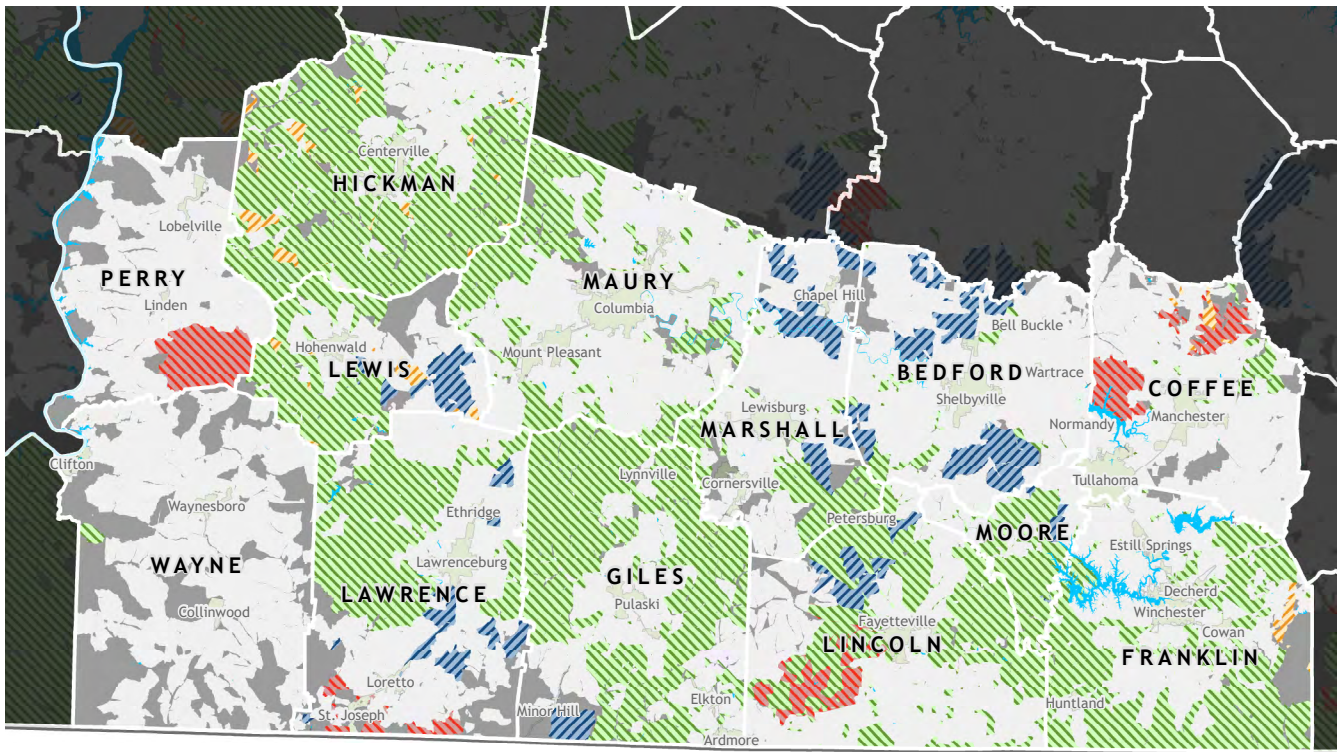 Centerville
HICKMAN
Lobelville
PERRY
MAURY
Linden
Columbia
Chapel Hill
Bell Buckle
Hohenwald
Mount Pleasant
LEWIS
BEDFORD
Wartrace
COFFEE
Shelbyville
Lewisburg
Manchester
MARSHALL
Normandy
Clifton
Lynnville
Cornersville
Tullahoma
Waynesboro
Ethridge
Petersburg
MOORE
Estill Springs
WAYNE
Lawrenceburg
GILES
LAWRENCE
Decherd
Collinwood
Pulaski
Winchester
Fayetteville
Cowan
LINCOLN
FRANKLIN
Loretto
Elkton
Huntland
St. Joseph
Minor Hill
Ardmore